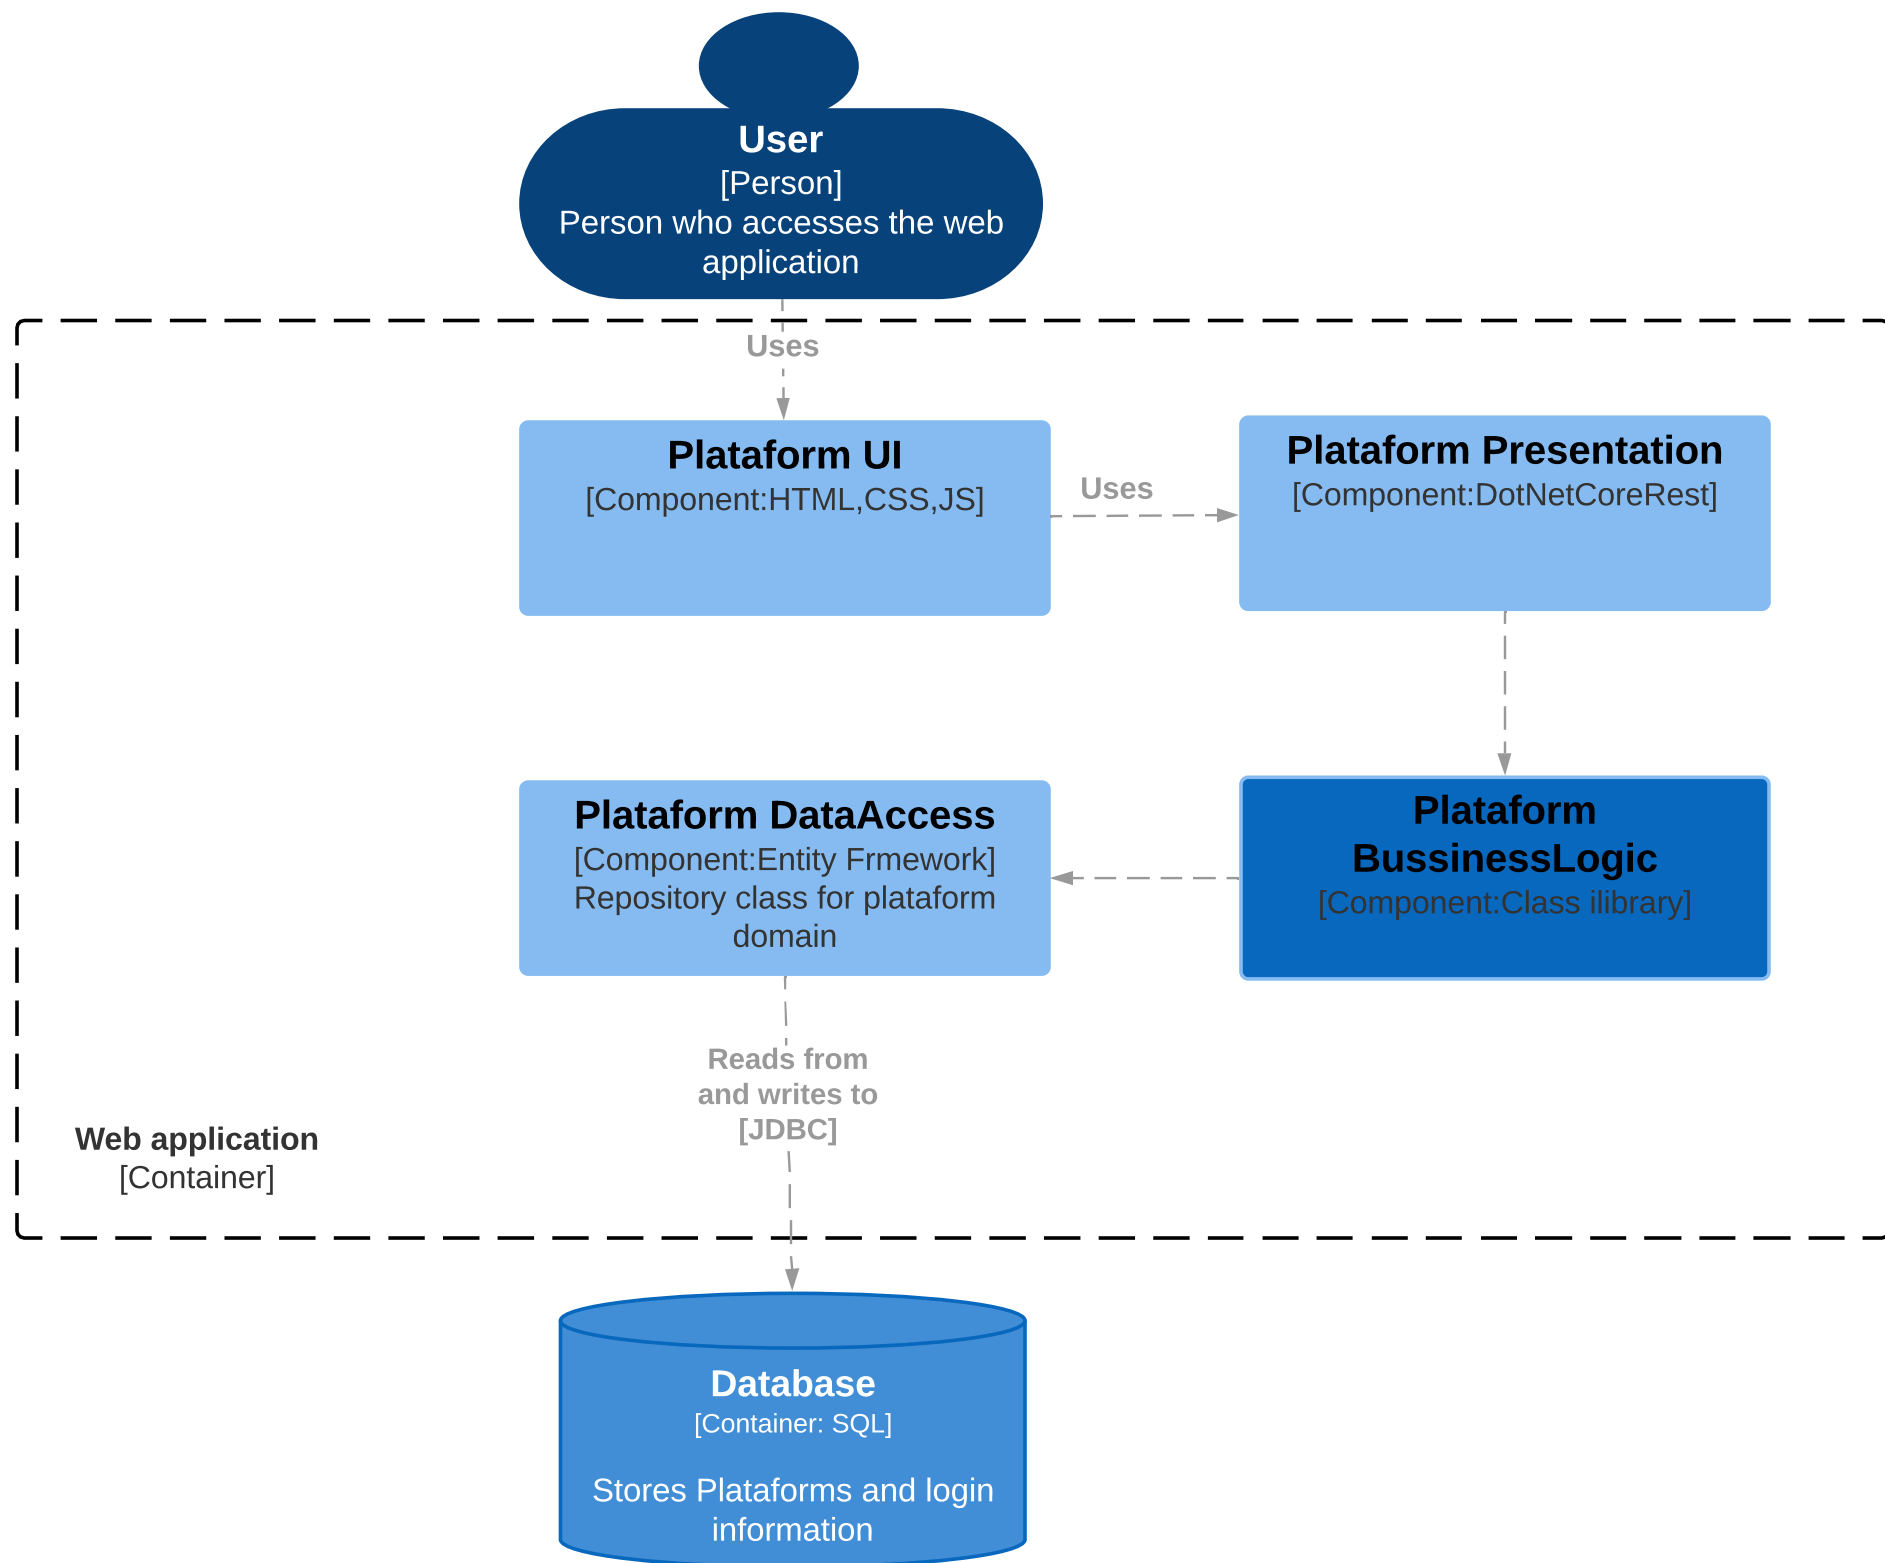 User
[Person]
Person who accesses the web
application
Uses
Plataform UI
[Component:HTML,CSS,JS]
Uses
Plataform Presentation
[Component:DotNetCoreRest]
Plataform DataAccess
[Component:Entity Frmework]
Repository class for plataform
domain
Plataform
BussinessLogic
[Component:Class ilibrary]
Reads from
and writes to
[JDBC]
Web application
[Container]
Database
[Container: SQL]
Stores Plataforms and login
information